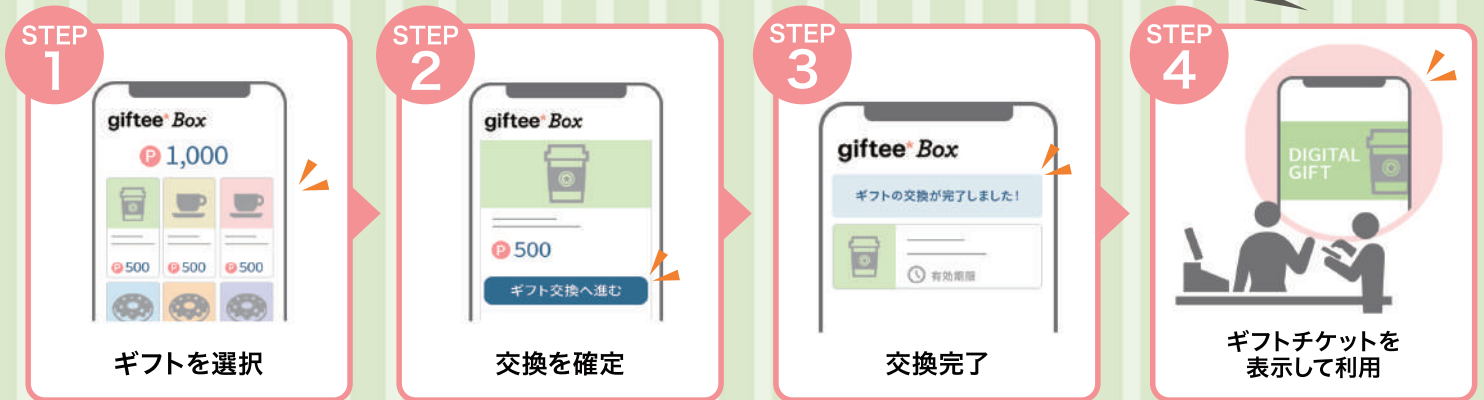 STEP
1
giftee* Box
P 1,000
P 500
P 500
P 500
ギフトを選択
STEP
2
giftee* Box
P 500
ギフト交換へ進む
交換を確定
STEP
3
giftee* Box
ギフトの交換が完了しました!
有効期限
交換完了
STEP
4
DIGITAL
GIFT
ギフトチケットを
表示して利用